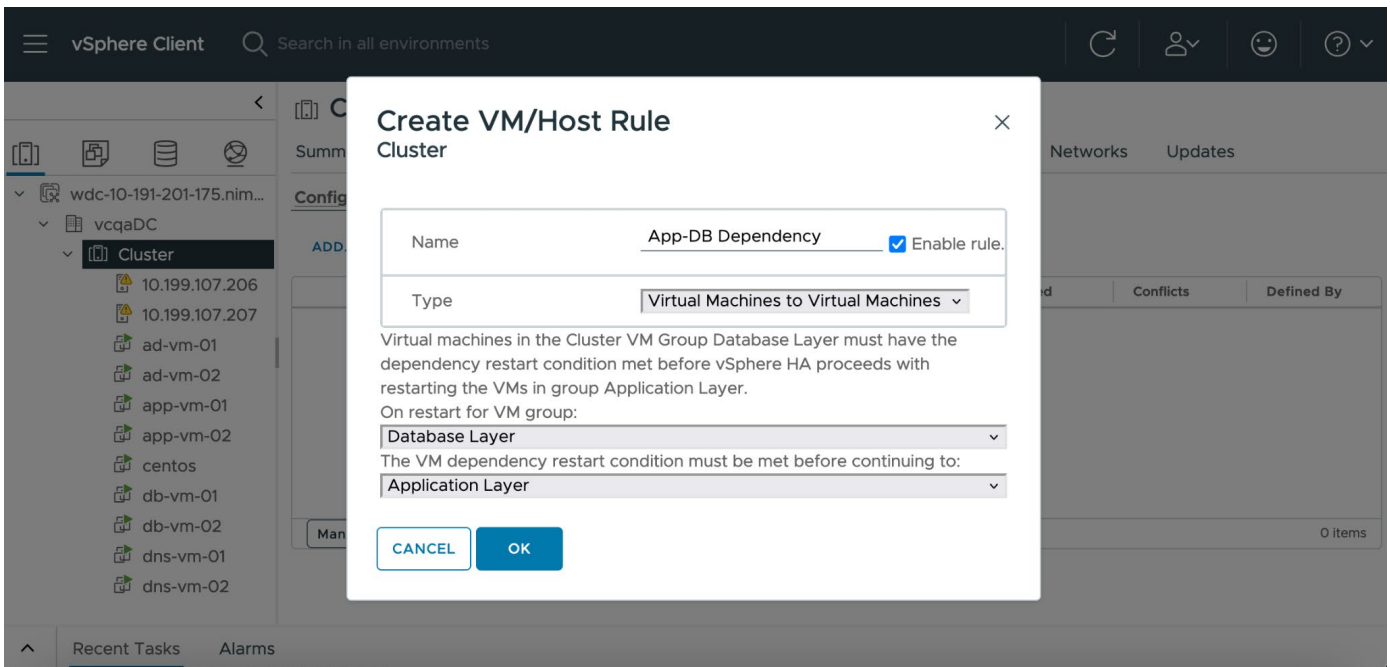 vSphere Client
Search in all environments
C
Summ
Networks
Updates
wdc-10-191-201-175.nim...
vcqaDC
Cluster
10.199.107.206
10.199.107.207
ad-vm-01
ad-vm-02
app-vm-01
app-vm-02
centos
db-vm-01
db-vm-02
dns-vm-01
dns-vm-02
Config
ADD.
ed
Conflicts
Defined By
Man
0 items
Create VM/Host Rule
Cluster
Name
App-DB Dependency
Enable rule.
Type
Virtual Machines to Virtual Machines
Virtual machines in the Cluster VM Group Database Layer must have the
dependency restart condition met before vSphere HA proceeds with
restarting the VMs in group Application Layer.
On restart for VM group:
Database Layer
The VM dependency restart condition must be met before continuing to:
Application Layer
CANCEL
OK
Recent Tasks
Alarms